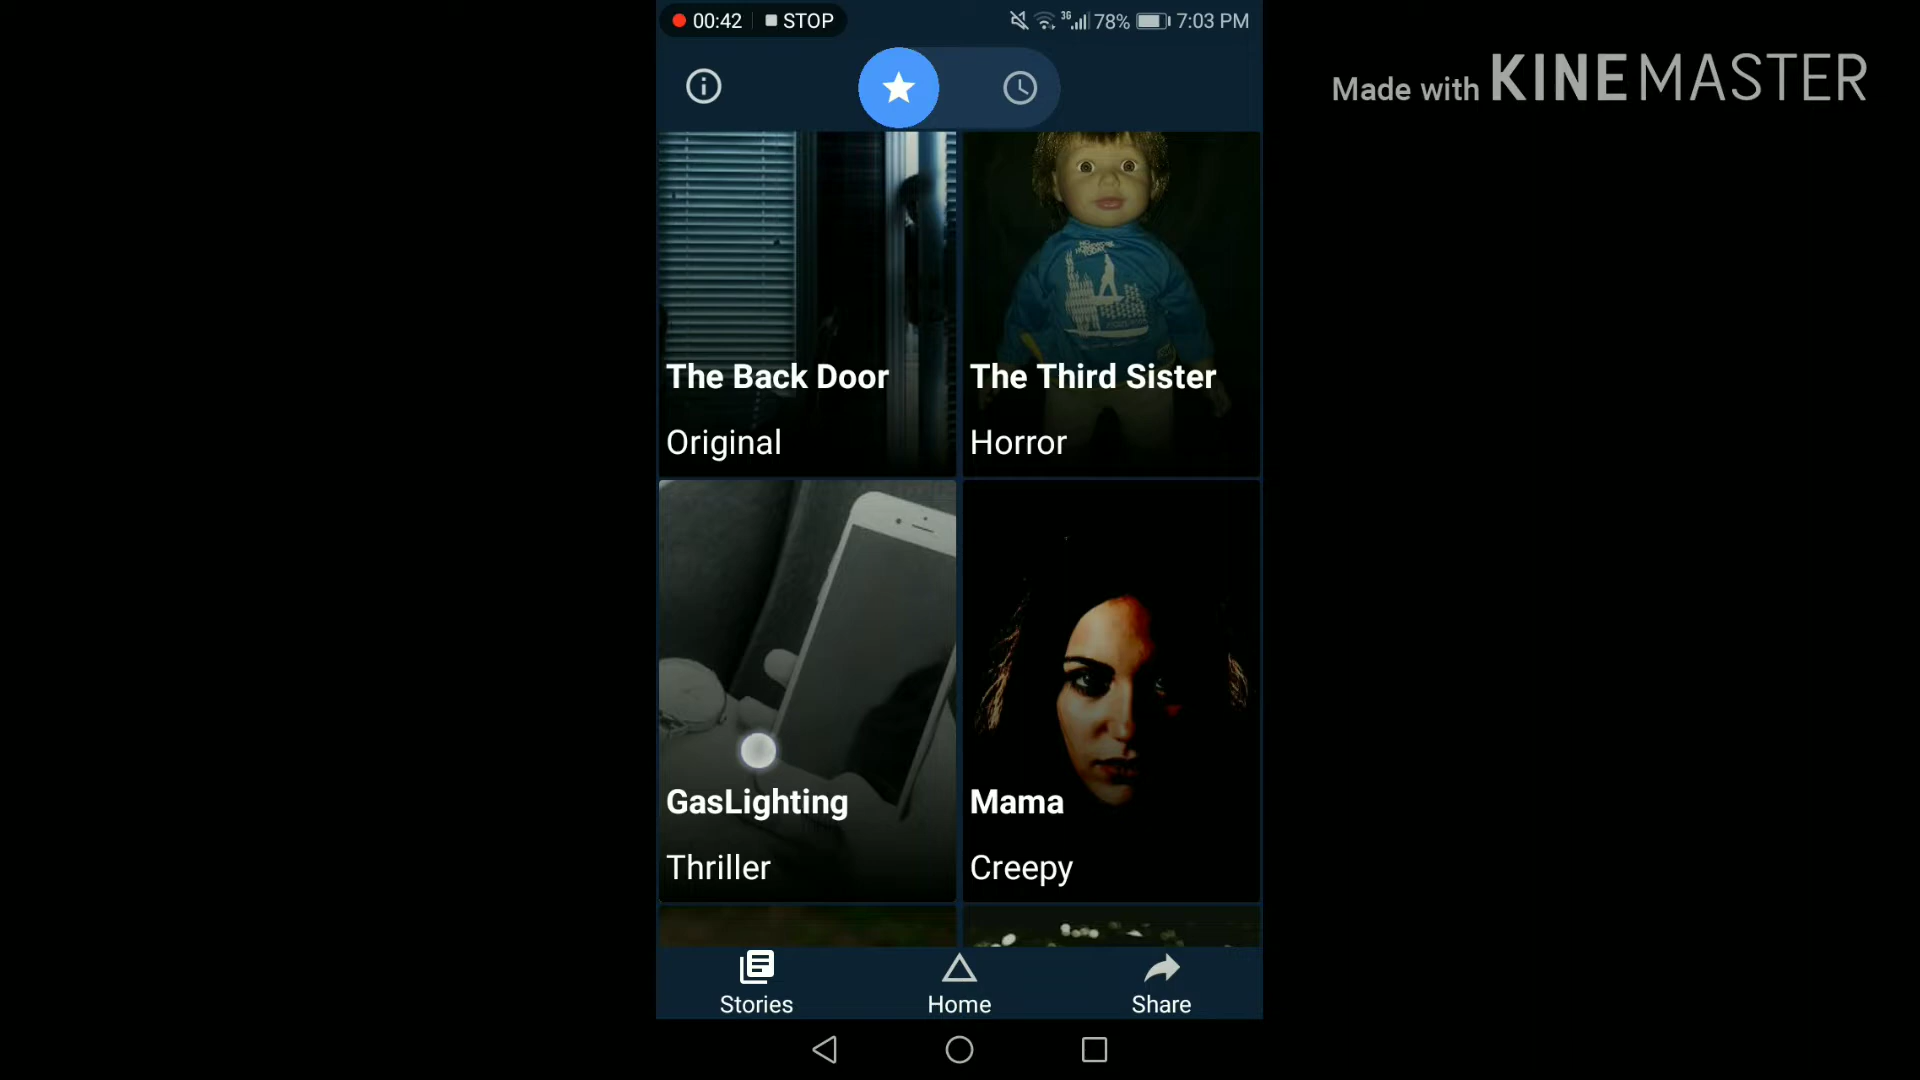 00:42 STOP
3G 78% 7:03 PM
Made with KINEMASTER
The Back Door
Original
The Third Sister
Horror
GasLighting
Thriller
Mama
Creepy
Stories
Home
Share